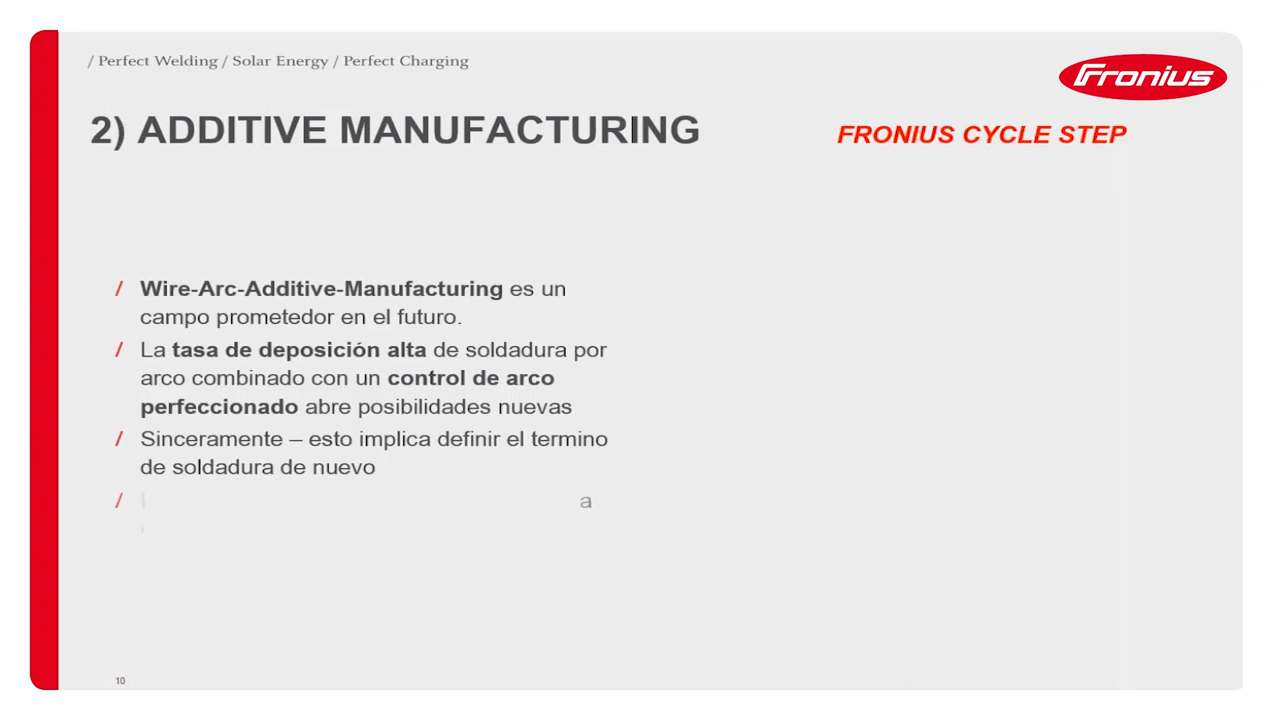 / Perfect Welding / Solar Energy / Perfect Charging
Fronius
2) ADDITIVE MANUFACTURING
FRONIUS CYCLE STEP
/ Wire-Arc-Additive-Manufacturing es un
campo prometedor en el futuro.
/ La tasa de deposición alta de soldadura por
arco combinado con un control de arco
perfeccionado abre posibilidades nuevas
/ Sinceramente – esto implica definir el termino
de soldadura de nuevo
/ a
10